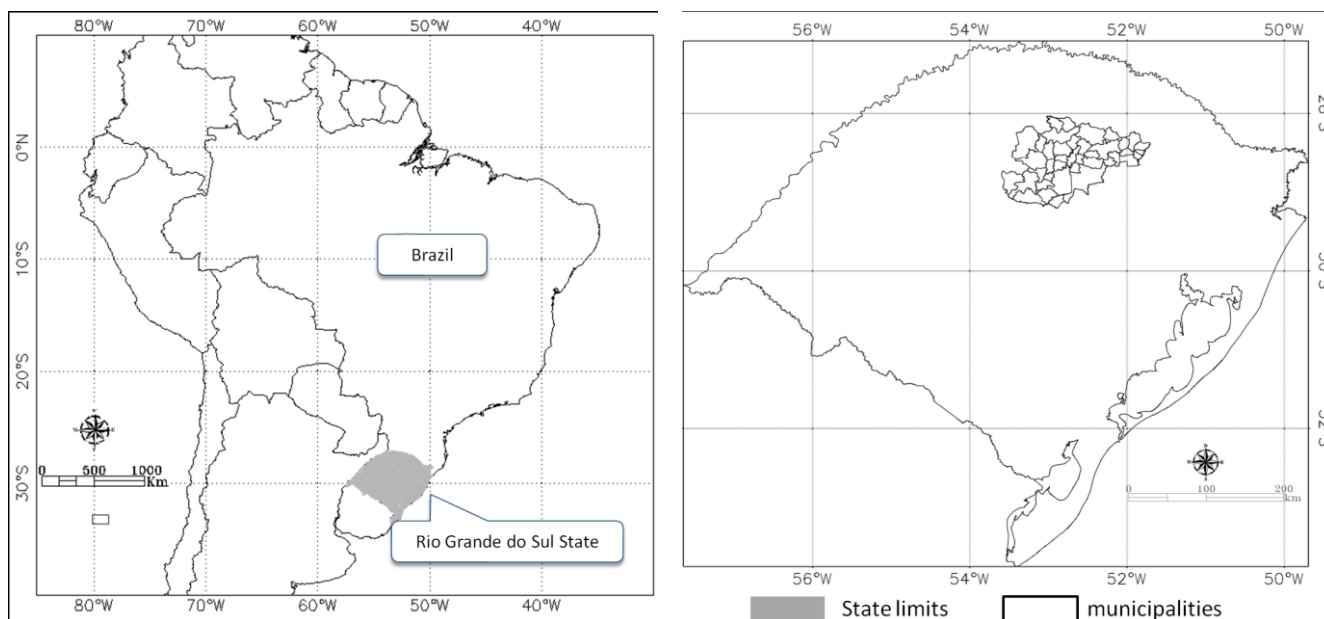 80°W 70°W 60°W 50°W 40°W
0°N
10°S
20°S
30°S
Brazil
Rio Grande do Sul State
0 500 1000
Km
80°W 70°W 60°W 50°W 40°W
56°W 54°W 52°W 50°W
0 100 200
km
56°W 54°W 52°W 50°W
State limits
municipalities